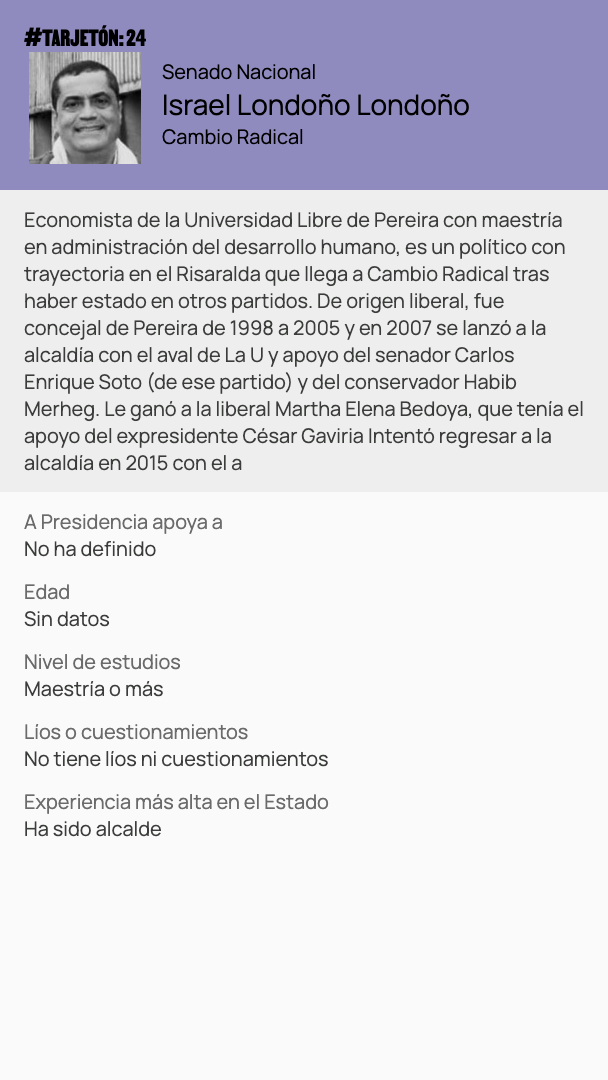 #TARJETÓN: 24
Senado Nacional
Israel Londoño Londoño
Cambio Radical
Economista de la Universidad Libre de Pereira con maestría
en administración del desarrollo humano, es un político con
trayectoria en el Risaralda que llega a Cambio Radical tras
haber estado en otros partidos. De origen liberal, fue
concejal de Pereira de 1998 a 2005 y en 2007 se lanzó a la
alcaldía con el aval de La U y apoyo del senador Carlos
Enrique Soto (de ese partido) y del conservador Habib
Merheg. Le ganó a la liberal Martha Elena Bedoya, que tenía el
apoyo del expresidente César Gaviria Intentó regresar a la
alcaldía en 2015 con el a
A Presidencia apoya a
No ha definido
Edad
Sin datos
Nivel de estudios
Maestría o más
Líos o cuestionamientos
No tiene líos ni cuestionamientos
Experiencia más alta en el Estado
Ha sido alcalde